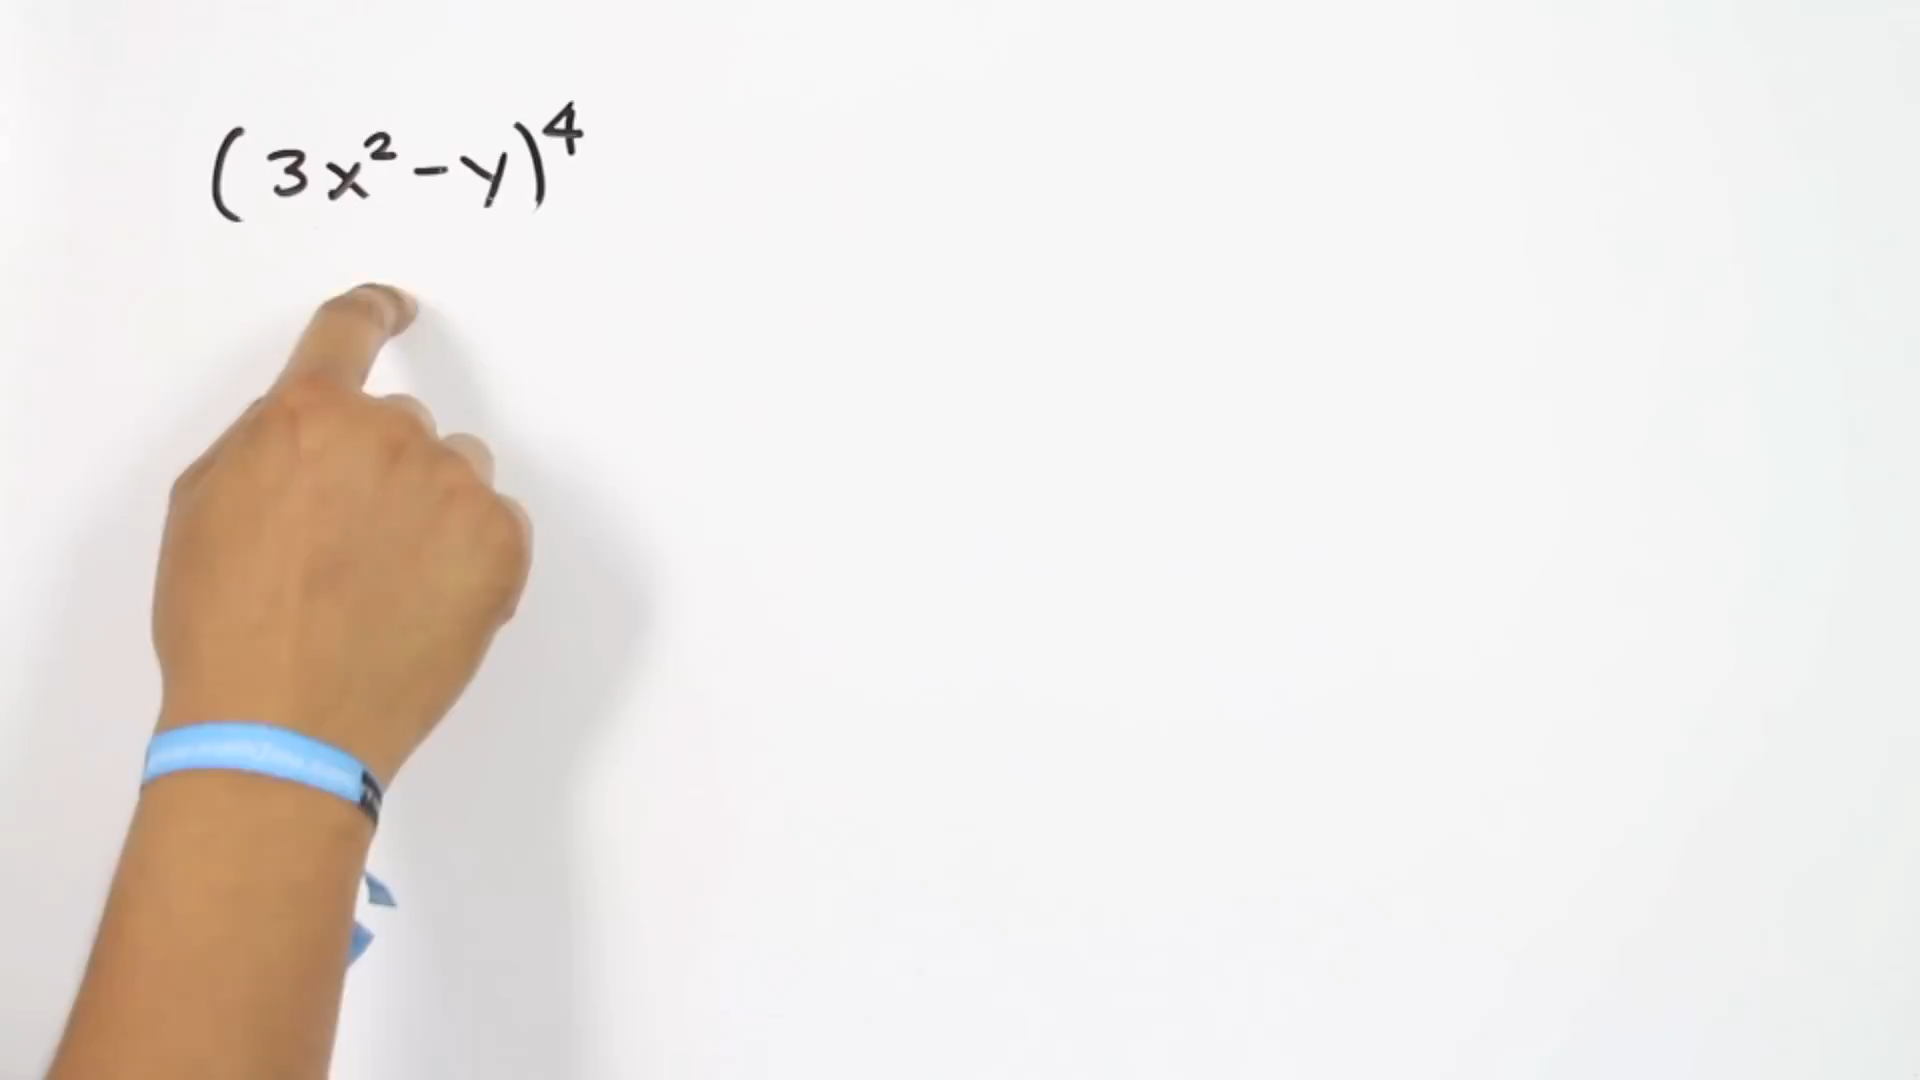 (3x² - y)⁴